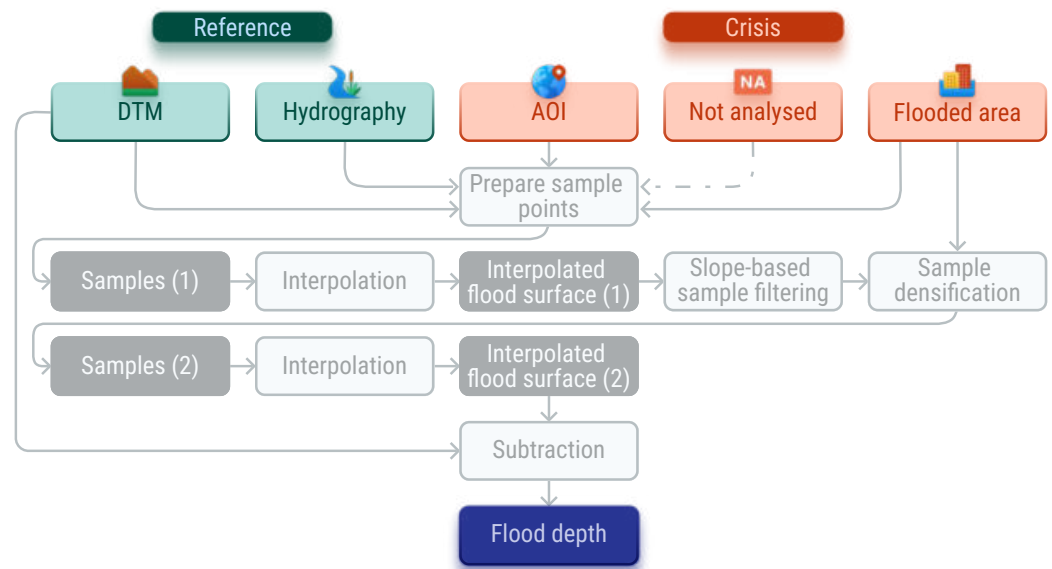 Reference
Crisis
DTM
Hydrography
AOI
NA
Not analysed
Flooded area
Prepare sample
points
Samples (1)
Interpolation
Interpolated
flood surface (1)
Slope-based
sample filtering
Sample
densification
Samples (2)
Interpolation
Interpolated
flood surface (2)
Subtraction
Flood depth